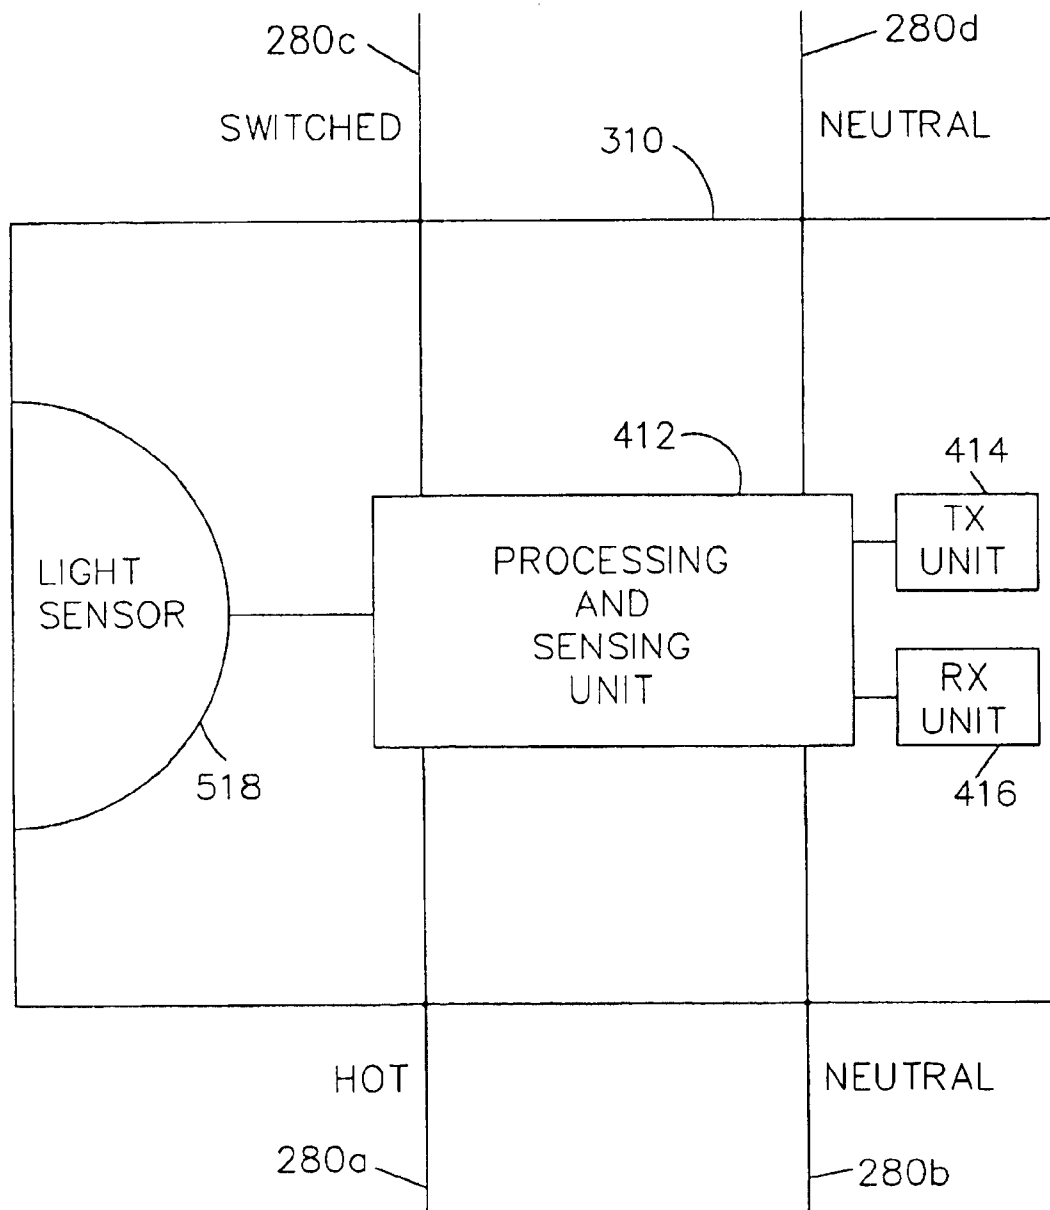 280c
280d
SWITCHED
NEUTRAL
310
412
414
TX
UNIT
LIGHT
SENSOR
PROCESSING
AND
SENSING
UNIT
RX
UNIT
518
416
HOT
NEUTRAL
280a
280b